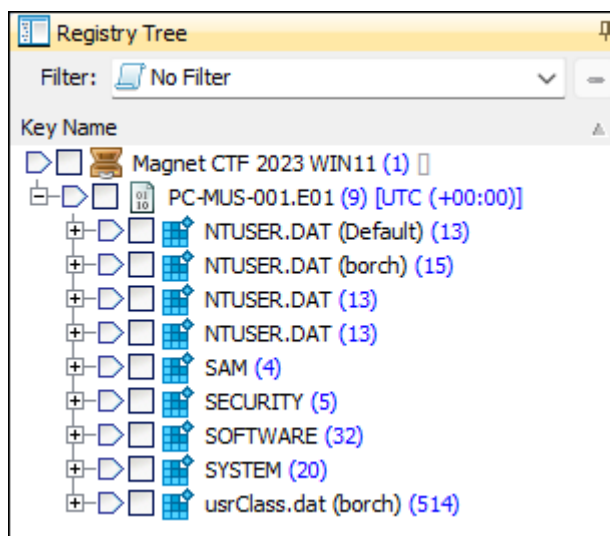 Registry Tree
Filter: No Filter
Key Name
Magnet CTF 2023 WIN11 (1) []
PC-MUS-001.E01 (9) [UTC (+00:00)]
NTUSER.DAT (Default) (13)
NTUSER.DAT (borch) (15)
NTUSER.DAT (13)
NTUSER.DAT (13)
SAM (4)
SECURITY (5)
SOFTWARE (32)
SYSTEM (20)
usrClass.dat (borch) (514)